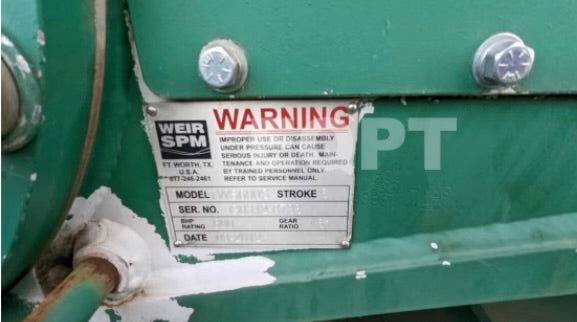 WEIR
SPM
FT. WORTH, TX.
U.S.A.
817-246-2461
WARNING
IMPROPER USE OR DISASSEMBLY
UNDER PRESSURE CAN CAUSE
SERIOUS INJURY OR DEATH. MAIN-
TENANCE AND OPERATION REQUIRED
BY TRAINED PERSONNEL ONLY.
REFER TO SERVICE MANUAL.
MODEL STROKE
SER. NO.
BHP RATING GEAR RATIO
DATE
PT